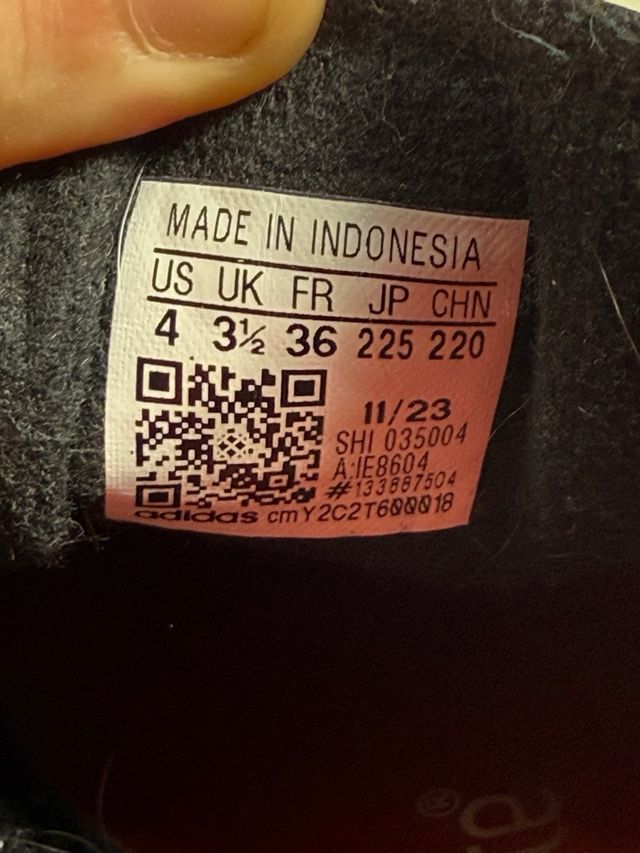 MADE IN INDONESIA
US UK FR JP CHN
4 3½ 36 225 220
11/23
SHI 035004
A:IE8604
#133887504
adidas cmY2C2T600018